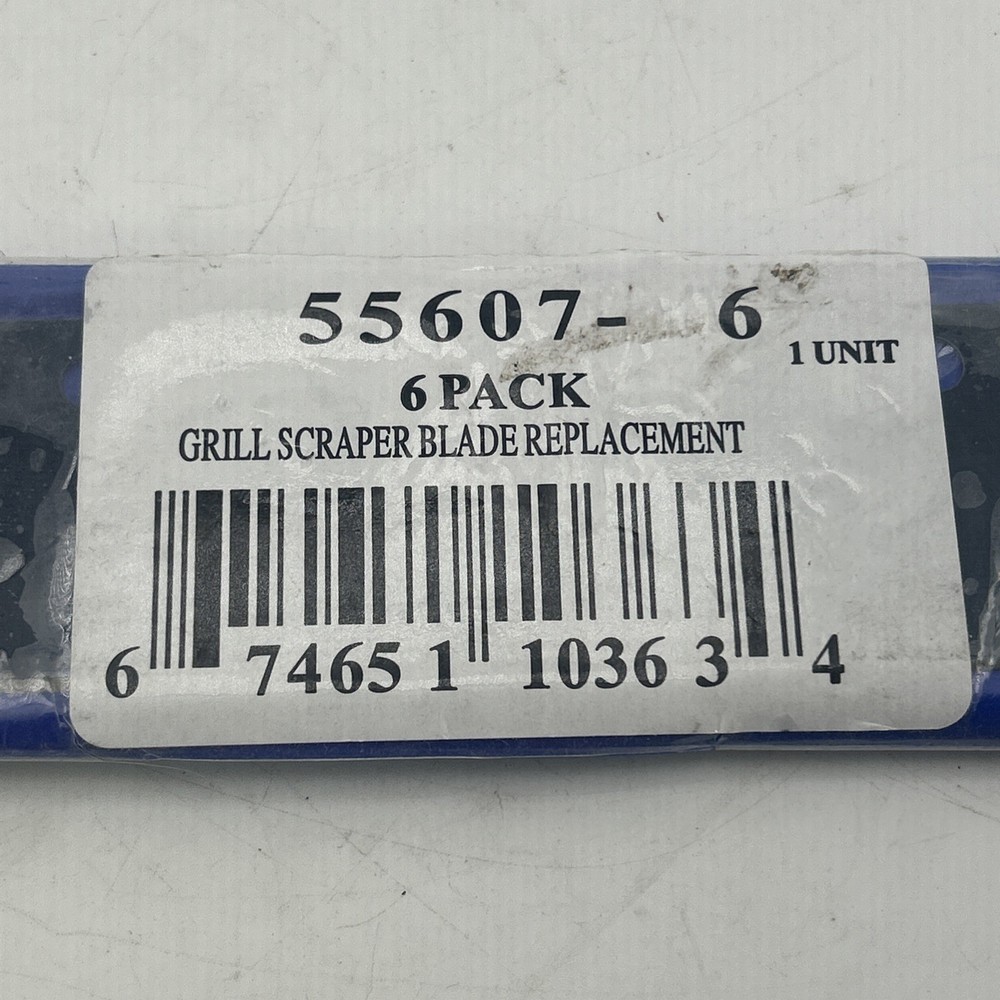 55607- 6
1 UNIT
6 PACK
GRILL SCRAPER BLADE REPLACEMENT
6 74651 10363 4